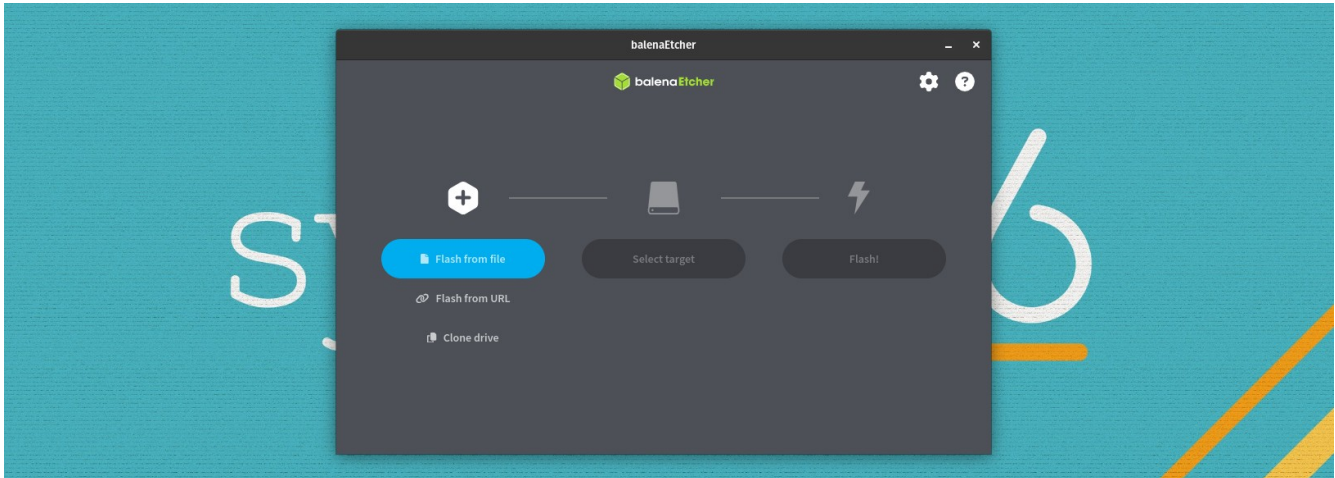 balenaEtcher
balenaEtcher
Flash from file
Select target
Flash!
Flash from URL
Clone drive